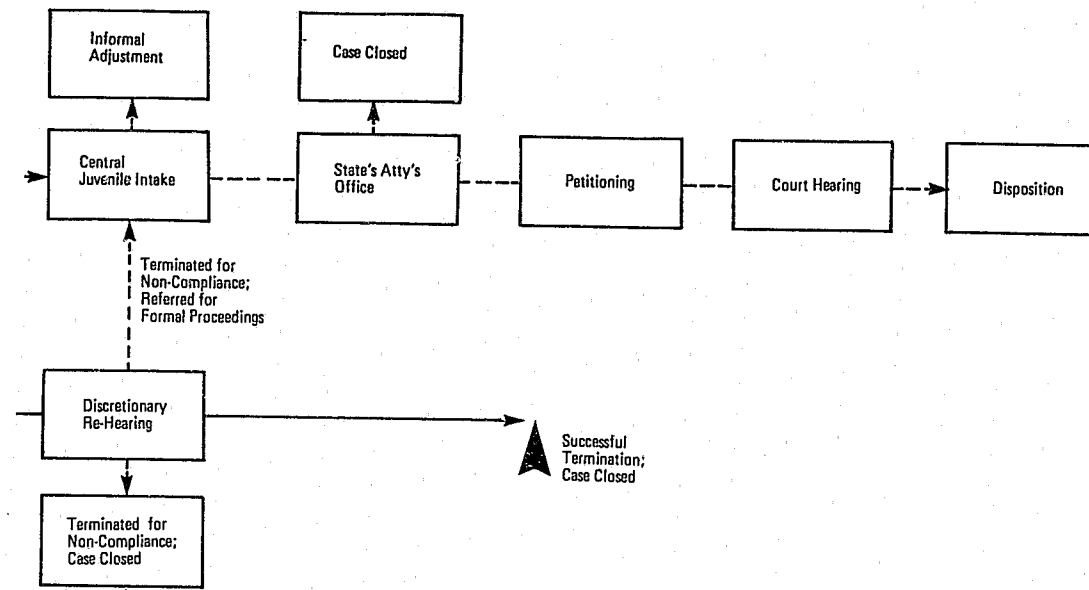 Informal
Adjustment
Case Closed
Central
Juvenile Intake
State's Atty's
Office
Petitioning
Court Hearing
Disposition
Terminated for
Non-Compliance;
Referred for
Formal Proceedings
Discretionary
Re-Hearing
Successful
Termination;
Case Closed
Terminated for
Non-Compliance;
Case Closed